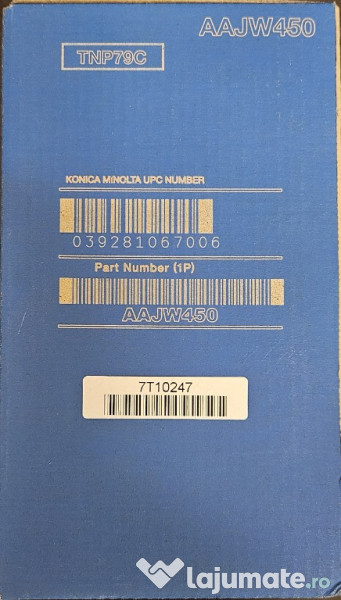 AAJW450
TNP79C
KONICA MINOLTA UPC NUMBER
039281067006
Part Number (1P)
AAJW450
7T10247
lajumate.ro